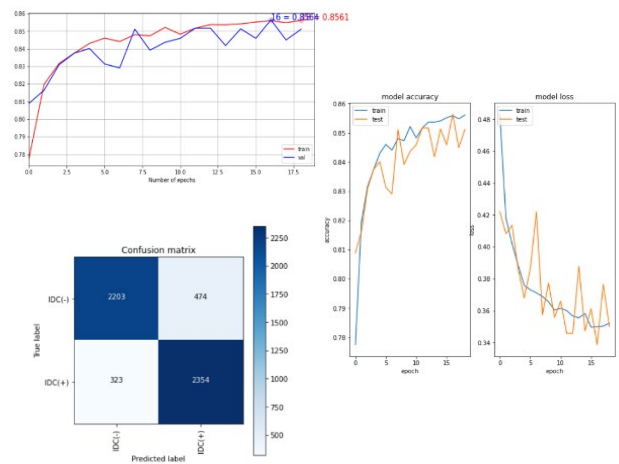 0.86
0.85
0.84
0.83
0.82
0.81
0.80
0.79
0.78
0.0 2.5 5.0 7.5 10.0 12.5 15.0 17.5
Number of epochs
train
val
0.8561
Confusion matrix
IDC(-)
IDC(+)
True label
2203 474
323 2354
IDC(-) IDC(+)
Predicted label
2250
2000
1750
1500
1250
1000
750
500
model accuracy
train
test
0.86
0.85
0.84
0.83
0.82
0.81
0.80
0.79
0.78
accuracy
0 5 10 15
epoch
model loss
train
test
0.48
0.46
0.44
0.42
0.40
0.38
0.36
0.34
loss
0 5 10 15
epoch